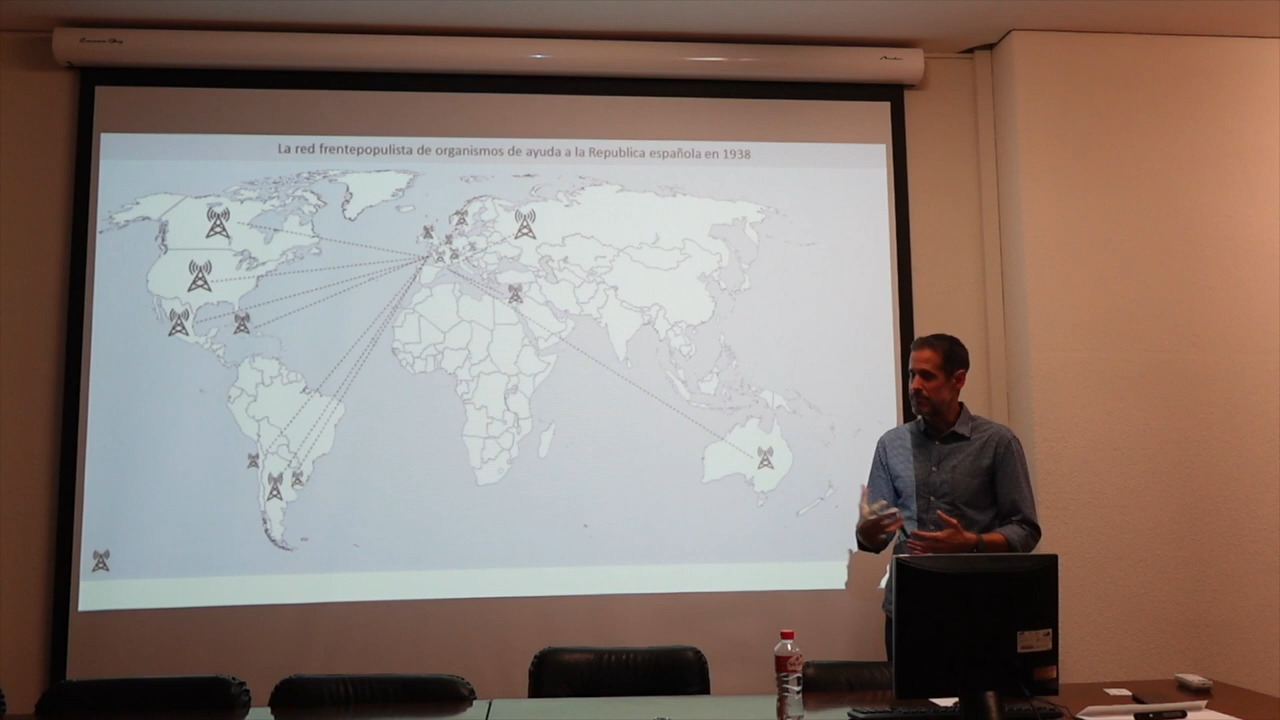 La red frentepopulista de organismos de ayuda a la Republica española en 1938